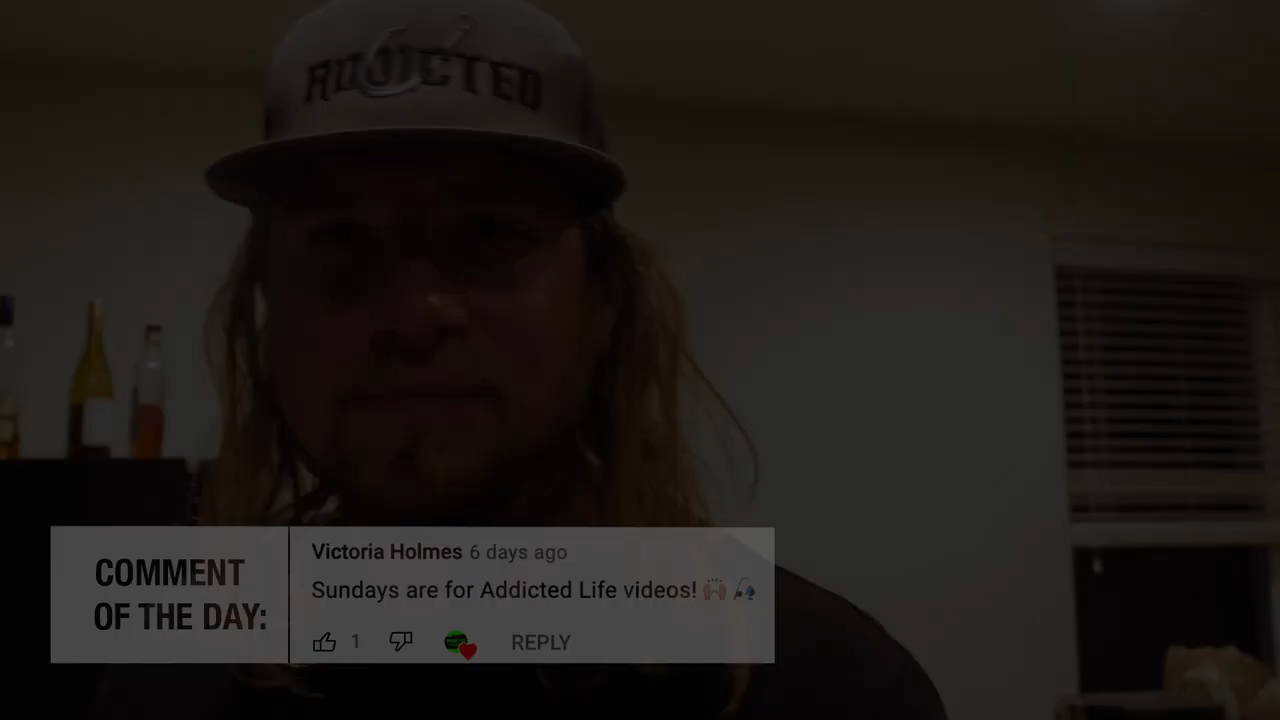 ADDICTED
COMMENT
OF THE DAY:
Victoria Holmes 6 days ago
Sundays are for Addicted Life videos! 🙌🏼 🎣
1
REPLY